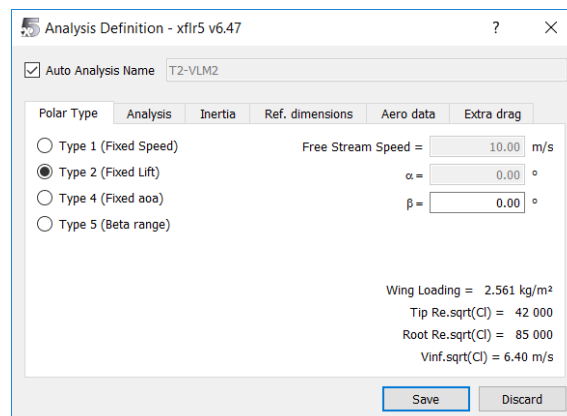 Analysis Definition - xflr5 v6.47
Auto Analysis Name T2-VLM2
Polar Type Analysis Inertia Ref. dimensions Aero data Extra drag
Type 1 (Fixed Speed) Free Stream Speed = 10.00 m/s
Type 2 (Fixed Lift) α = 0.00 °
Type 4 (Fixed aoa) β = 0.00 °
Type 5 (Beta range)
Wing Loading = 2.561 kg/m²
Tip Re.sqrt(Cl) = 42 000
Root Re.sqrt(Cl) = 85 000
Vinf.sqrt(Cl) = 6.40 m/s
Save Discard